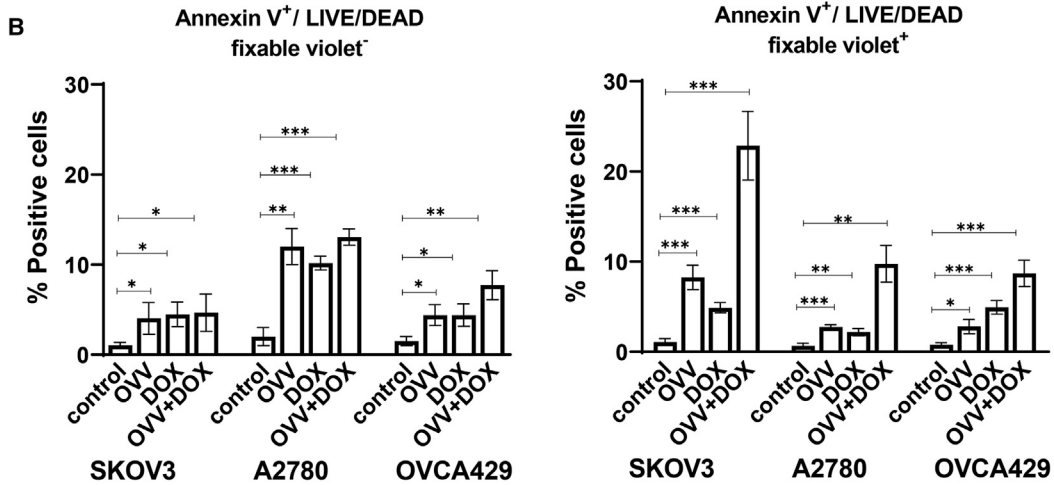 B
Annexin V+/ LIVE/DEAD
fixable violet-
% Positive cells
30
20
10
0
*
*
*
***
***
**
**
*
*
control
OVV
DOX
OVV+DOX
control
OVV
DOX
OVV+DOX
control
OVV
DOX
OVV+DOX
SKOV3
A2780
OVCA429
Annexin V+/ LIVE/DEAD
fixable violet+
% Positive cells
30
20
10
0
***
***
***
**
**
***
***
***
*
control
OVV
DOX
OVV+DOX
control
OVV
DOX
OVV+DOX
control
OVV
DOX
OVV+DOX
SKOV3
A2780
OVCA429